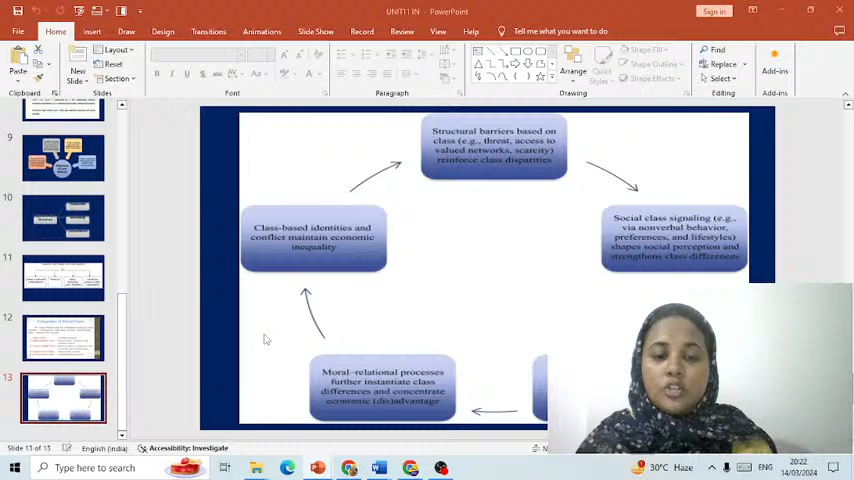 UNIT11 IN - PowerPoint
Sign in
File
Home
Insert
Draw
Design
Transitions
Animations
Slide Show
Record
Review
View
Help
Tell me what you want to do
Paste
Clipboard
New
Slide
Layout
Reset
Section
Slides
Font
Paragraph
Arrange
Quick
Styles
Shape Fill
Shape Outline
Shape Effects
Drawing
Find
Replace
Select
Editing
Add-ins
Add-ins
9
10
11
12
13
Structural barriers based on
class (e.g., threat, access to
valued networks, scarcity)
reinforce class disparities
Class-based identities and
conflict maintain economic
inequality
Social class signaling (e.g.,
via nonverbal behavior,
preferences, and lifestyles)
shapes social perception and
strengthens class differences
Moral–relational processes
further instantiate class
differences and concentrate
economic (dis)advantage
Slide 13 of 13
English (India)
Accessibility: Investigate
Type here to search
30°C Haze
ENG
20:22
14/03/2024